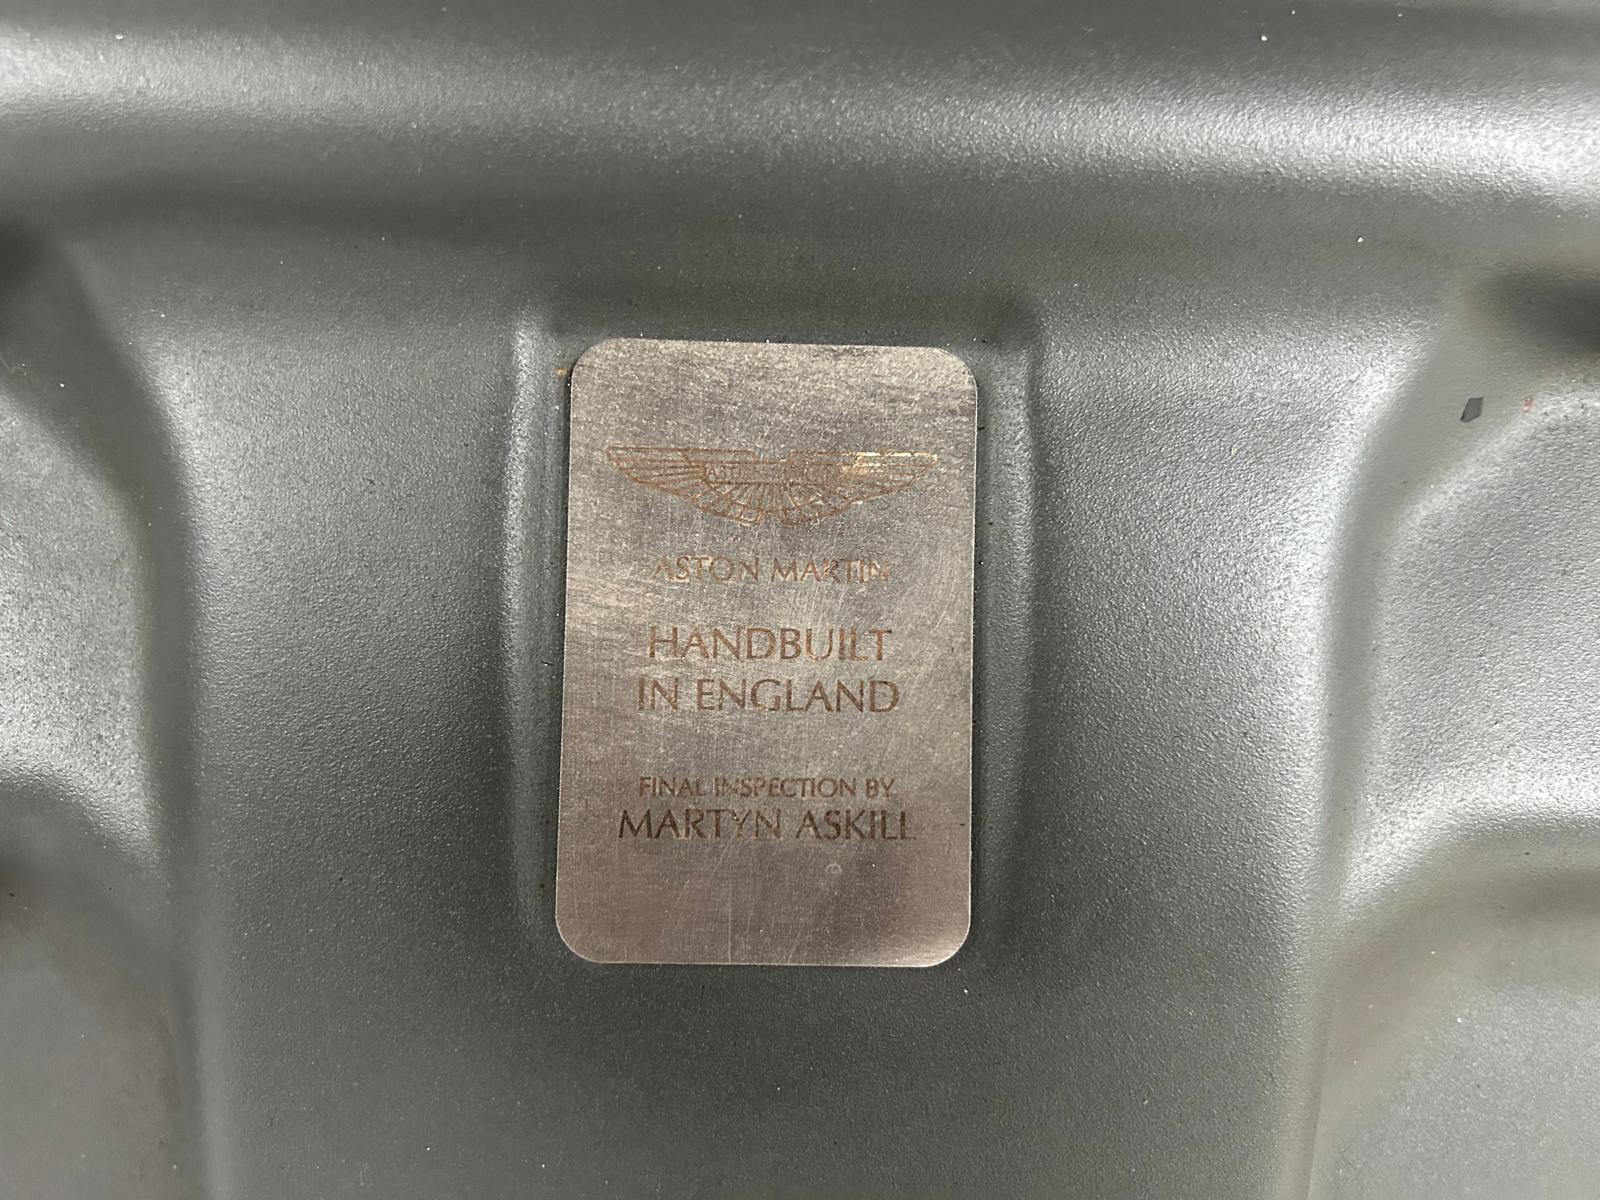 ASTON MARTIN
HANDBUILT
IN ENGLAND
FINAL INSPECTION BY
MARTYN ASKILL